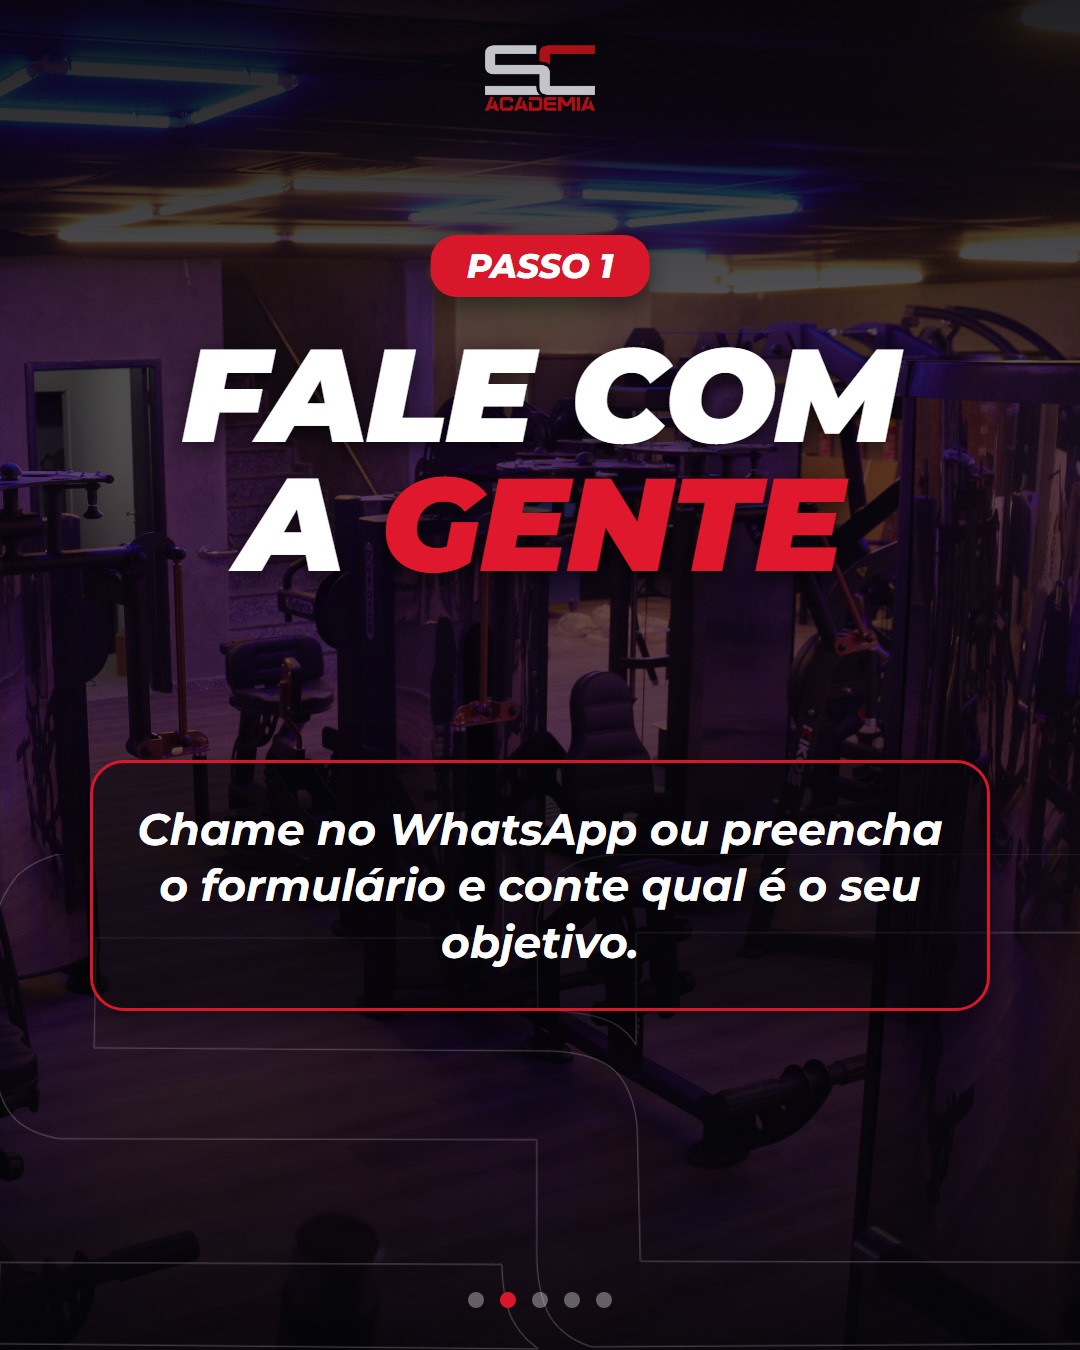 SC
ACADEMIA
PASSO 1
FALE COM
A GENTE
Chame no WhatsApp ou preencha
o formulário e conte qual é o seu
objetivo.